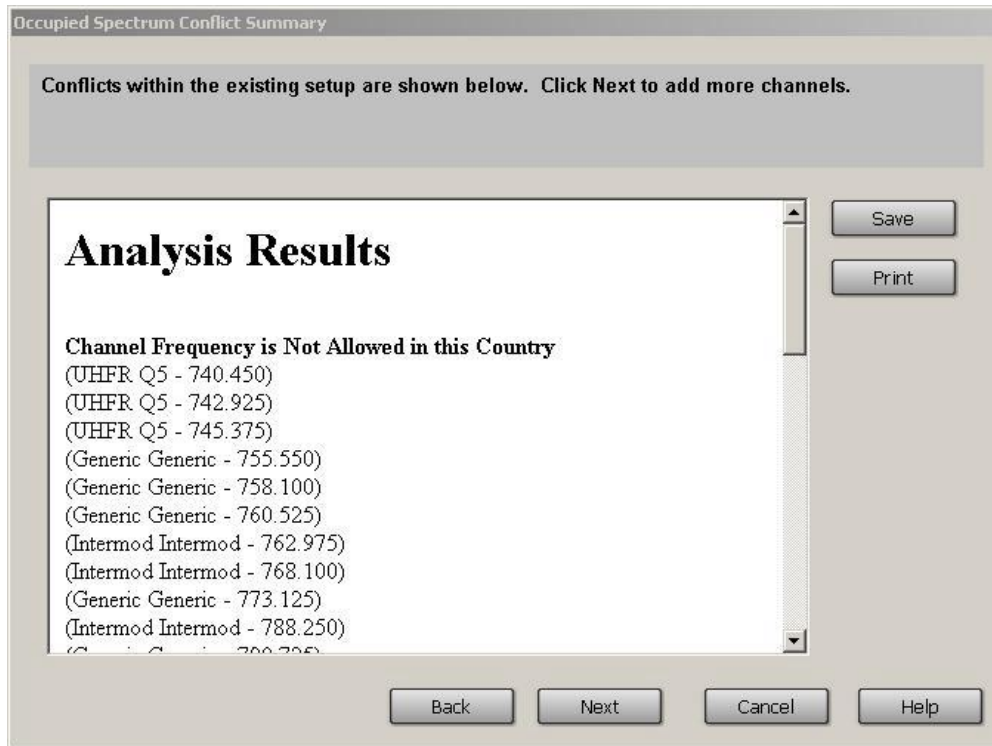 Occupied Spectrum Conflict Summary
Conflicts within the existing setup are shown below. Click Next to add more channels.
Analysis Results
Channel Frequency is Not Allowed in this Country
(UHFR Q5 - 740.450)
(UHFR Q5 - 742.925)
(UHFR Q5 - 745.375)
(Generic Generic - 755.550)
(Generic Generic - 758.100)
(Generic Generic - 760.525)
(Intermod Intermod - 762.975)
(Intermod Intermod - 768.100)
(Generic Generic - 773.125)
(Intermod Intermod - 788.250)
Save
Print
Back
Next
Cancel
Help